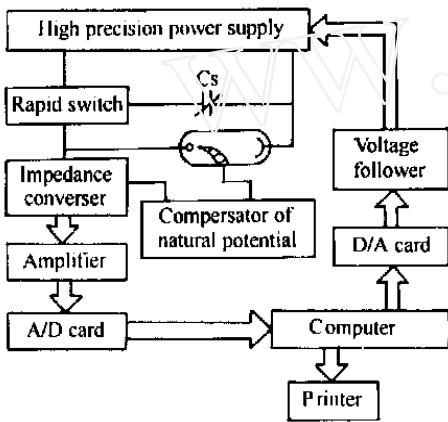 High precision power supply
Cs
Rapid switch
Voltage
follower
Impedance
converser
Compersator of
natural potential
D/A card
Amplifier
A/D card
Computer
Printer